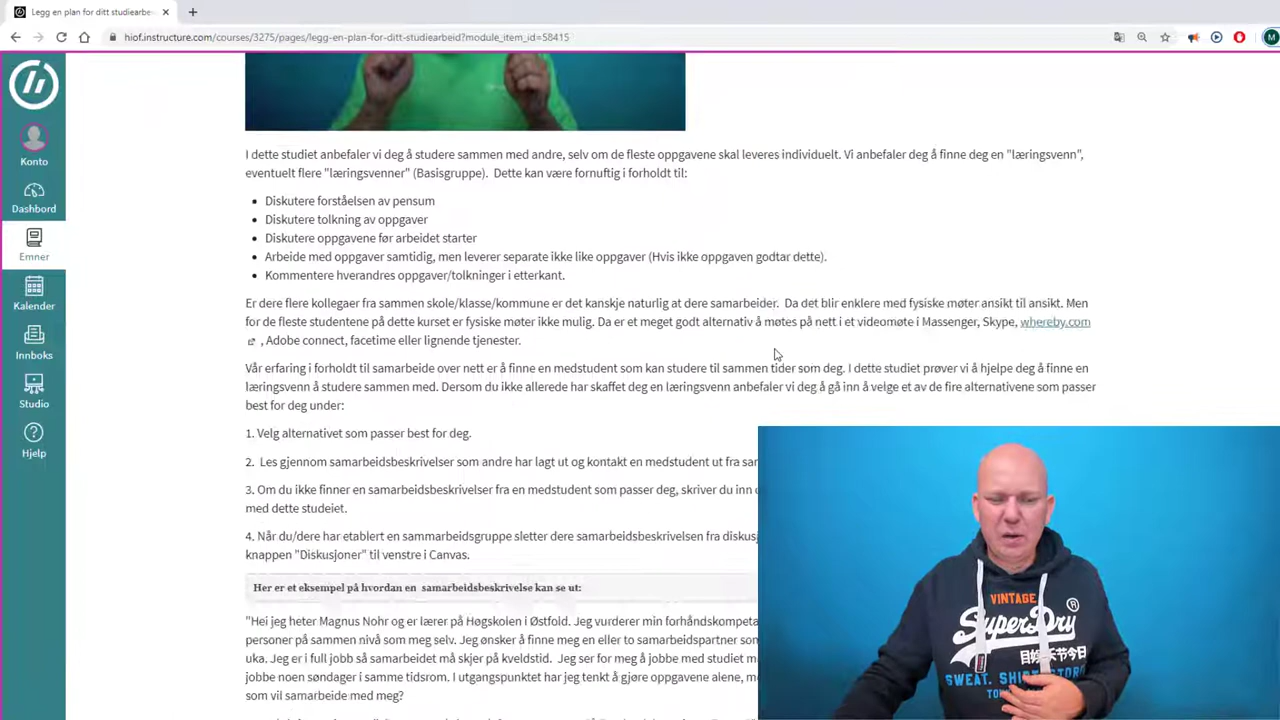 Legg en plan for ditt studiearbe
hiof.instructure.com/courses/3275/pages/legg-en-plan-for-ditt-studiearbeid?module_item_id=58415
M
Konto
Dashbord
Emner
Kalender
Innboks
Studio
Hjelp
I dette studiet anbefaler vi deg å studere sammen med andre, selv om de fleste oppgavene skal leveres individuelt. Vi anbefaler deg å finne deg en "læringsvenn",
eventuelt flere "læringsvenner" (Basisgruppe). Dette kan være fornuftig i forholdt til:
Diskutere forståelsen av pensum
Diskutere tolkning av oppgaver
Diskutere oppgavene før arbeidet starter
Arbeide med oppgaver samtidig, men leverer separate ikke like oppgaver (Hvis ikke oppgaven godtar dette).
Kommentere hverandres oppgaver/tolkninger i etterkant.
Er dere flere kollegaer fra sammen skole/klasse/kommune er det kanskje naturlig at dere samarbeider. Da det blir enklere med fysiske møter ansikt til ansikt. Men
for de fleste studentene på dette kurset er fysiske møter ikke mulig. Da er et meget godt alternativ å møtes på nett i et videomøte i Massenger, Skype, whereby.com
, Adobe connect, facetime eller lignende tjenester.
Vår erfaring i forholdt til samarbeide over nett er å finne en medstudent som kan studere til sammen tider som deg. I dette studiet prøver vi å hjelpe deg å finne en
læringsvenn å studere sammen med. Dersom du ikke allerede har skaffet deg en læringsvenn anbefaler vi deg å gå inn å velge et av de fire alternativene som passer
best for deg under:
1. Velg alternativet som passer best for deg.
2. Les gjennom samarbeidsbeskrivelser som andre har lagt ut og kontakt en medstudent ut fra sa
3. Om du ikke finner en samarbeidsbeskrivelser fra en medstudent som passer deg, skriver du inn
med dette studeiet.
4. Når du/dere har etablert en sammarbeidsgruppe sletter dere samarbeidsbeskrivelsen fra diskus
knappen "Diskusjoner" til venstre i Canvas.
Her er et eksempel på hvordan en samarbeidsbeskrivelse kan se ut:
"Hei jeg heter Magnus Nohr og er lærer på Høgskolen i Østfold. Jeg vurderer min forhåndskompeta
personer på sammen nivå som meg selv. Jeg ønsker å finne meg en eller to samarbeidspartner som
uka. Jeg er i full jobb så samarbeidet må skje på kveldstid. Jeg ser for meg å jobbe med studiet m
jobbe noen søndager i samme tidsrom. I utgangspunktet har jeg tenkt å gjøre oppgavene alene, m
som vil samarbeide med meg?
VINTAGE
SuperDry ®
SWEAT. SHIRT STORE